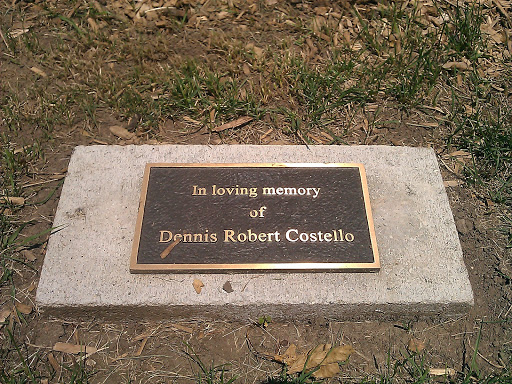 In loving memory
of
Dennis Robert Costello